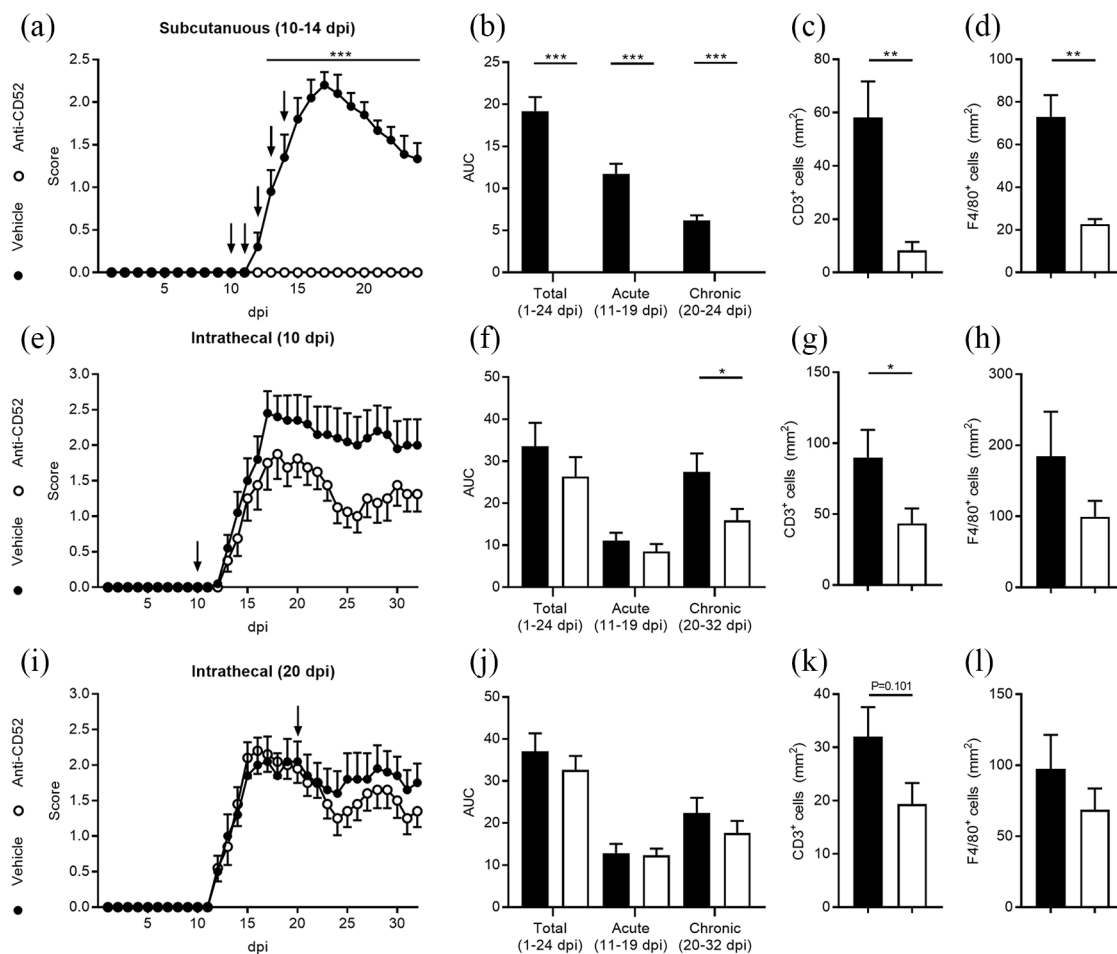 (a)
Subcutanuous (10-14 dpi)
***
Anti-CD52
Vehicle
Score
2.5
2.0
1.5
1.0
0.5
0.0
5 10 15 20
dpi
(b)
*** *** ***
AUC
25
20
15
10
5
0
Total Acute Chronic
(1-24 dpi) (11-19 dpi) (20-24 dpi)
(c)
**
CD3+ cells (mm2)
80
60
40
20
0
(d)
**
F4/80+ cells (mm2)
100
80
60
40
20
0
(e)
Intrathecal (10 dpi)
Anti-CD52
Vehicle
Score
3.0
2.5
2.0
1.5
1.0
0.5
0.0
5 10 15 20 25 30
dpi
(f)
*
AUC
50
40
30
20
10
0
Total Acute Chronic
(1-24 dpi) (11-19 dpi) (20-32 dpi)
(g)
*
CD3+ cells (mm2)
150
100
50
0
(h)
F4/80+ cells (mm2)
300
200
100
0
(i)
Intrathecal (20 dpi)
Anti-CD52
Vehicle
Score
3.0
2.5
2.0
1.5
1.0
0.5
0.0
5 10 15 20 25 30
dpi
(j)
AUC
50
40
30
20
10
0
Total Acute Chronic
(1-24 dpi) (11-19 dpi) (20-32 dpi)
(k)
P=0.101
CD3+ cells (mm2)
40
30
20
10
0
(l)
F4/80+ cells (mm2)
150
100
50
0